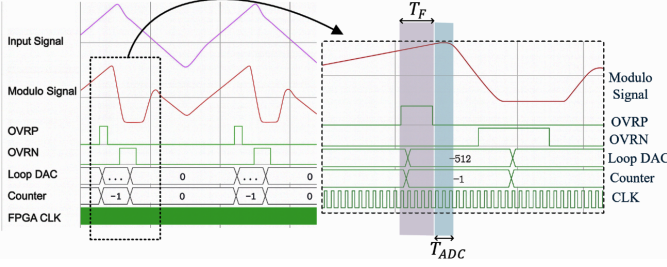 T_F
Input Signal
Modulo Signal
OVRP
OVRN
Loop DAC ... 0 ... 0
Counter -1 0 -1 0
FPGA CLK
Modulo
Signal
OVRP
OVRN
-512 Loop DAC
-1 Counter
CLK
T_ADC